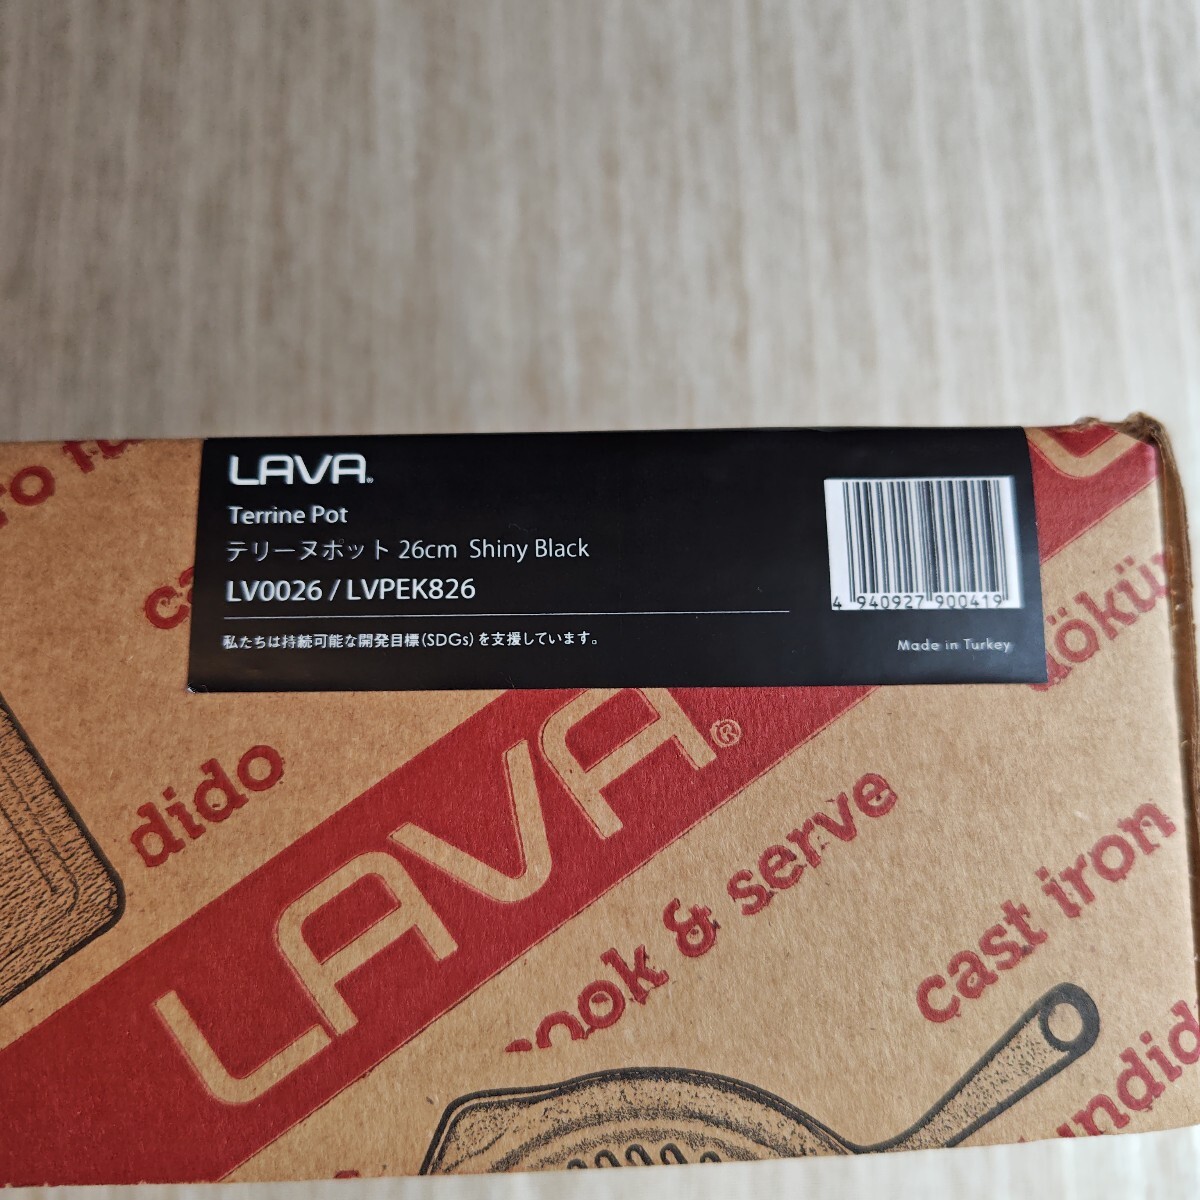 LAVA®
Terrine Pot
テリーヌポット 26cm Shiny Black
LV0026 / LVPEK826
私たちは持続可能な開発目標(SDGs)を支援しています。
4 940927 900419
Made in Turkey
dido
LAVA®
cook & serve
cast iron